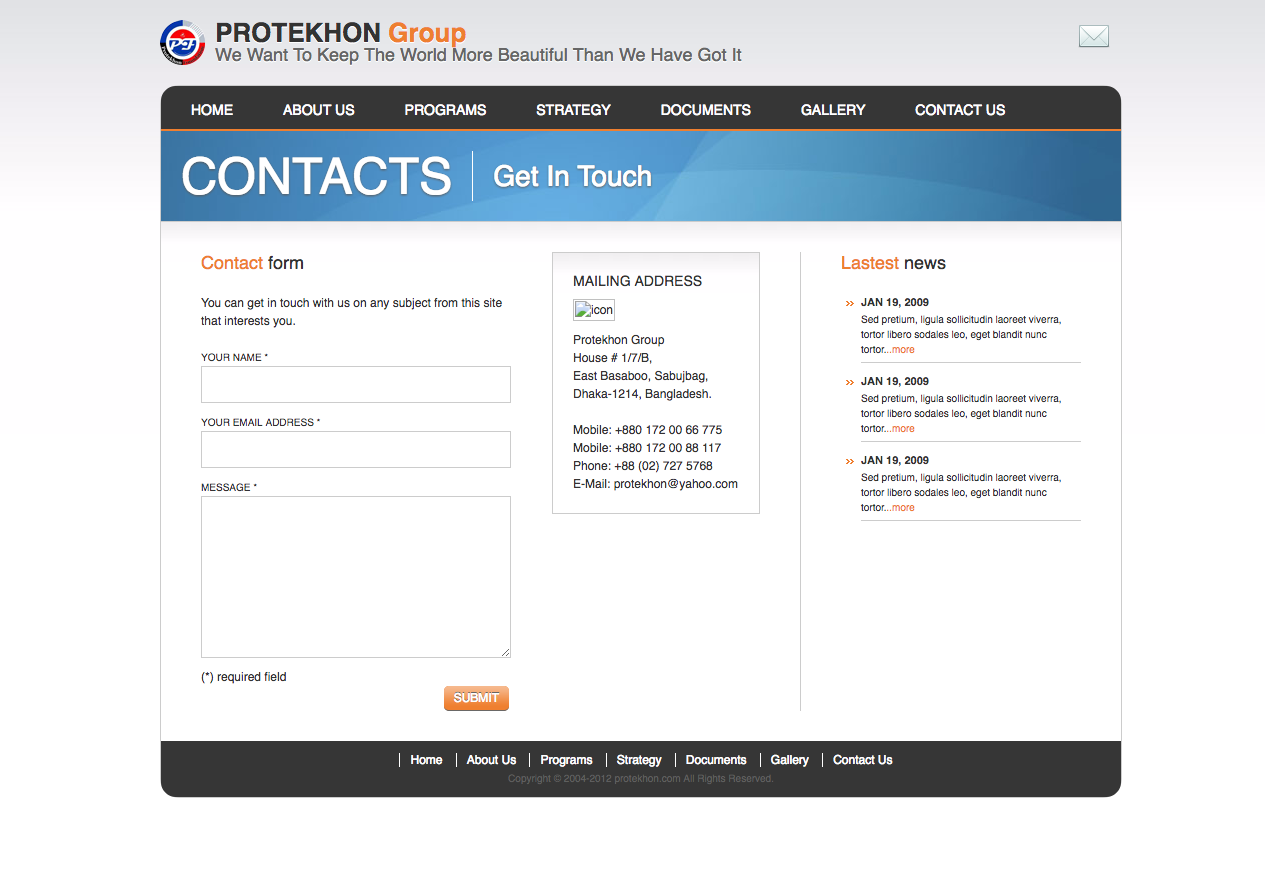 PROTEKHON Group
We Want To Keep The World More Beautiful Than We Have Got It
HOME ABOUT US PROGRAMS STRATEGY DOCUMENTS GALLERY CONTACT US
CONTACTS Get In Touch
Contact form
You can get in touch with us on any subject from this site
that interests you.
YOUR NAME *
YOUR EMAIL ADDRESS *
MESSAGE *
(*) required field
SUBMIT
MAILING ADDRESS
icon
Protekhon Group
House # 1/7/B,
East Basaboo, Sabujbag,
Dhaka-1214, Bangladesh.
Mobile: +880 172 00 66 775
Mobile: +880 172 00 88 117
Phone: +88 (02) 727 5768
E-Mail: protekhon@yahoo.com
Lastest news
JAN 19, 2009
Sed pretium, ligula sollicitudin laoreet viverra,
tortor libero sodales leo, eget blandit nunc
tortor...more
JAN 19, 2009
Sed pretium, ligula sollicitudin laoreet viverra,
tortor libero sodales leo, eget blandit nunc
tortor...more
JAN 19, 2009
Sed pretium, ligula sollicitudin laoreet viverra,
tortor libero sodales leo, eget blandit nunc
tortor...more
Home About Us Programs Strategy Documents Gallery Contact Us
Copyright © 2004-2012 protekhon.com All Rights Reserved.